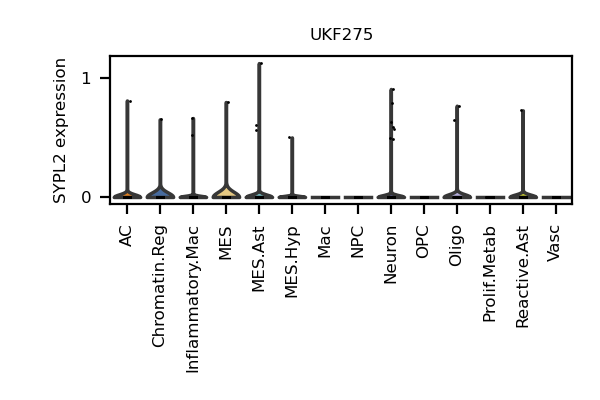 UKF275
SYPL2 expression
1
0
AC
Chromatin.Reg
Inflammatory.Mac
MES
MES.Ast
MES.Hyp
Mac
NPC
Neuron
OPC
Oligo
Prolif.Metab
Reactive.Ast
Vasc